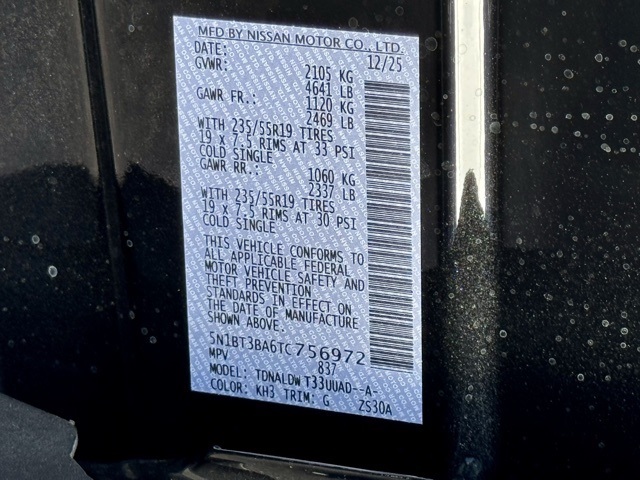 MFD BY NISSAN MOTOR CO., LTD.
DATE: 12/25
GVWR: 2105 KG
4641 LB
GAWR FR.: 1120 KG
2469 LB
WITH 235/55R19 TIRES
19 X 7.5 RIMS AT 33 PSI
COLD SINGLE
GAWR RR.: 1060 KG
2337 LB
WITH 235/55R19 TIRES
19 X 7.5 RIMS AT 30 PSI
COLD SINGLE
THIS VEHICLE CONFORMS TO
ALL APPLICABLE FEDERAL
MOTOR VEHICLE SAFETY AND
THEFT PREVENTION
STANDARDS IN EFFECT ON
THE DATE OF MANUFACTURE
SHOWN ABOVE.
5N1BT3BA6TC756972
MPV 837
MODEL: TDNALDW T33UUAD--A-
COLOR: KH3 TRIM: G ZS30A